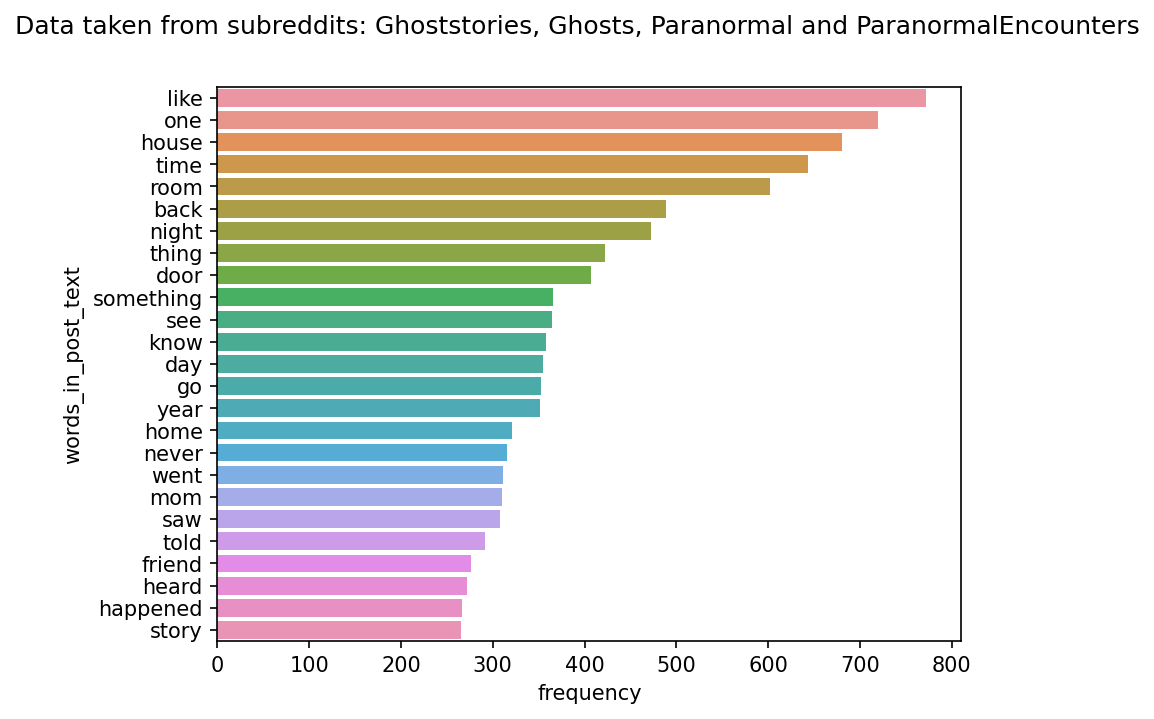 Data taken from subreddits: Ghoststories, Ghosts, Paranormal and ParanormalEncounters
words_in_post_text
like
one
house
time
room
back
night
thing
door
something
see
know
day
go
year
home
never
went
mom
saw
told
friend
heard
happened
story
0 100 200 300 400 500 600 700 800
frequency